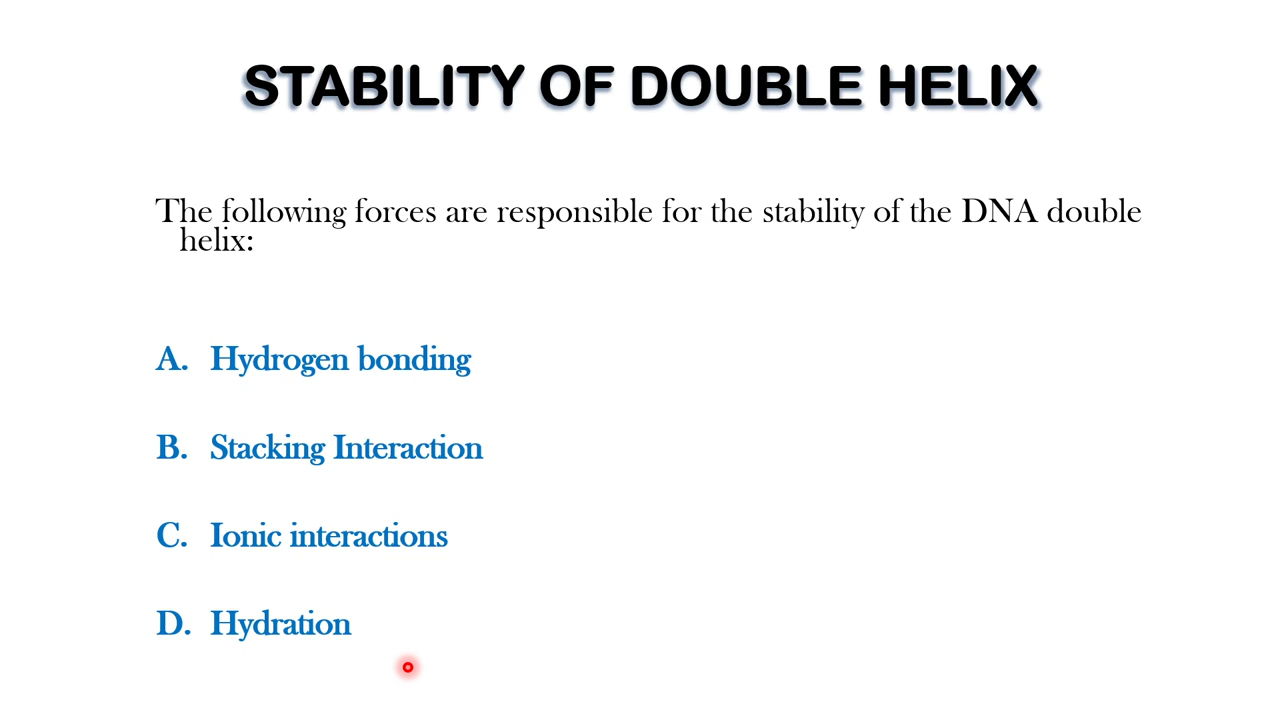 STABILITY OF DOUBLE HELIX
The following forces are responsible for the stability of the DNA double
helix:
A. Hydrogen bonding
B. Stacking Interaction
C. Ionic interactions
D. Hydration